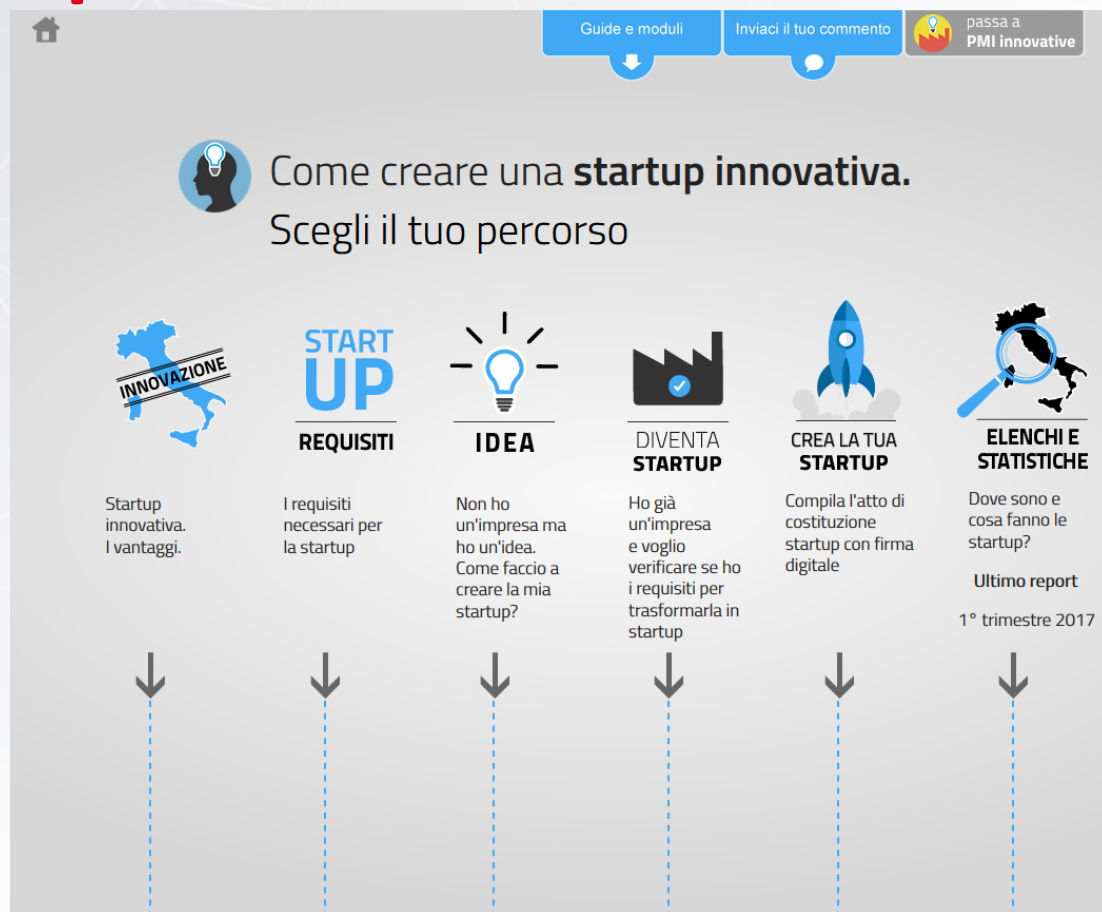 Guide e moduli
Inviaci il tuo commento
passa a
PMI innovative
Come creare una startup innovativa.
Scegli il tuo percorso
INNOVAZIONE
Startup
innovativa.
I vantaggi.
START
UP
REQUISITI
I requisiti
necessari per
la startup
IDEA
Non ho
un'impresa ma
ho un'idea.
Come faccio a
creare la mia
startup?
DIVENTA
STARTUP
Ho già
un'impresa
e voglio
verificare se ho
i requisiti per
trasformarla in
startup
CREA LA TUA
STARTUP
Compila l'atto di
costituzione
startup con firma
digitale
ELENCHI E
STATISTICHE
Dove sono e
cosa fanno le
startup?
Ultimo report
1° trimestre 2017